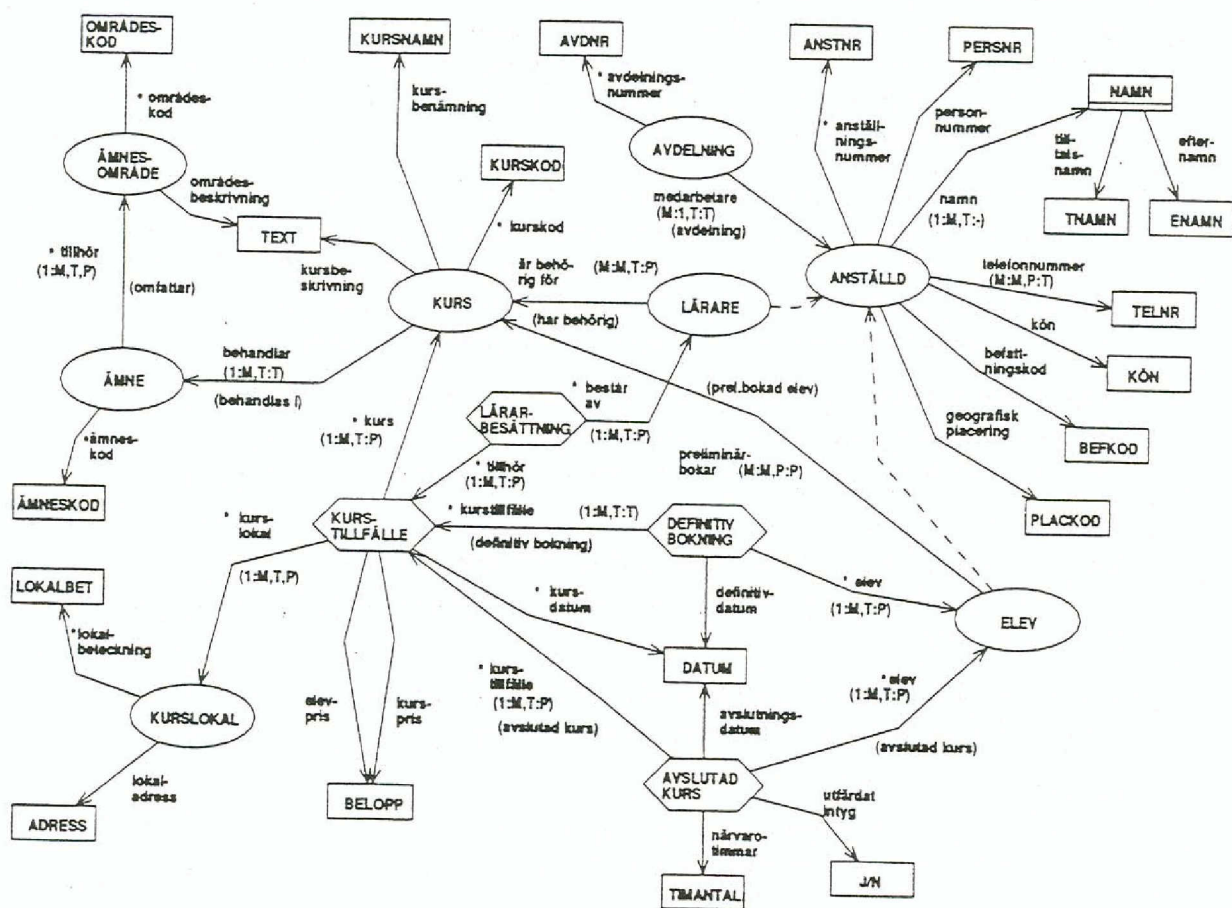 OMRÅDES-
KOD
KURSNAMN
AVDNR
ANSTNR
PERSNR
NAMN
* områdes-
kod
kurs-
benämning
* avdelnings-
nummer
* anställ-
nings-
nummer
person-
nummer
till-
talsnamn
efter-
namn
ÄMNES-
OMRÅDE
AVDELNING
KURSKOD
områdes-
beskrivning
TEXT
* kurskod
medarbetare
(M:1,T:T)
(avdelning)
namn
(1:M,T:-)
TNAMN
ENAMN
* tillhör
(1:M,T,P)
(omfattar)
kursbe-
skrivning
är behö-
rig för
(M:M,T:P)
KURS
LÄRARE
ANSTÄLLD
telefonnummer
(M:M,P:T)
TELNR
(har behörig)
kön
KÖN
ÄMNE
behandlar
(1:M,T:T)
(behandlas i)
* består
av
(1:M,T:P)
(prel.bokad elev)
befatt-
ningskod
BEFKOD
* ämnes-
kod
ÄMNESKOD
* kurs
(1:M,T:P)
LÄRAR-
BESÄTTNING
geografisk
placering
PLACKOD
* tillhör
(1:M,T:P)
preliminär-
bokar
(M:M,P:P)
* kurs-
lokal
(1:M,T,P)
KURS-
TILLFÄLLE
* kurstillfälle
(1:M,T:T)
(definitiv bokning)
DEFINITIV
BOKNING
LOKALBET
* kurs-
datum
definitiv-
datum
* elev
(1:M,T:P)
ELEV
* lokal-
beteckning
DATUM
KURSLOKAL
elev-
pris
kurs-
pris
* kurs-
tillfälle
(1:M,T:P)
(avslutad kurs)
avslutnings-
datum
* elev
(1:M,T:P)
(avslutad kurs)
lokal-
adress
ADRESS
BELOPP
AVSLUTAD
KURS
utfärdat
intyg
närvaro-
timmar
TIMANTAL
J/N